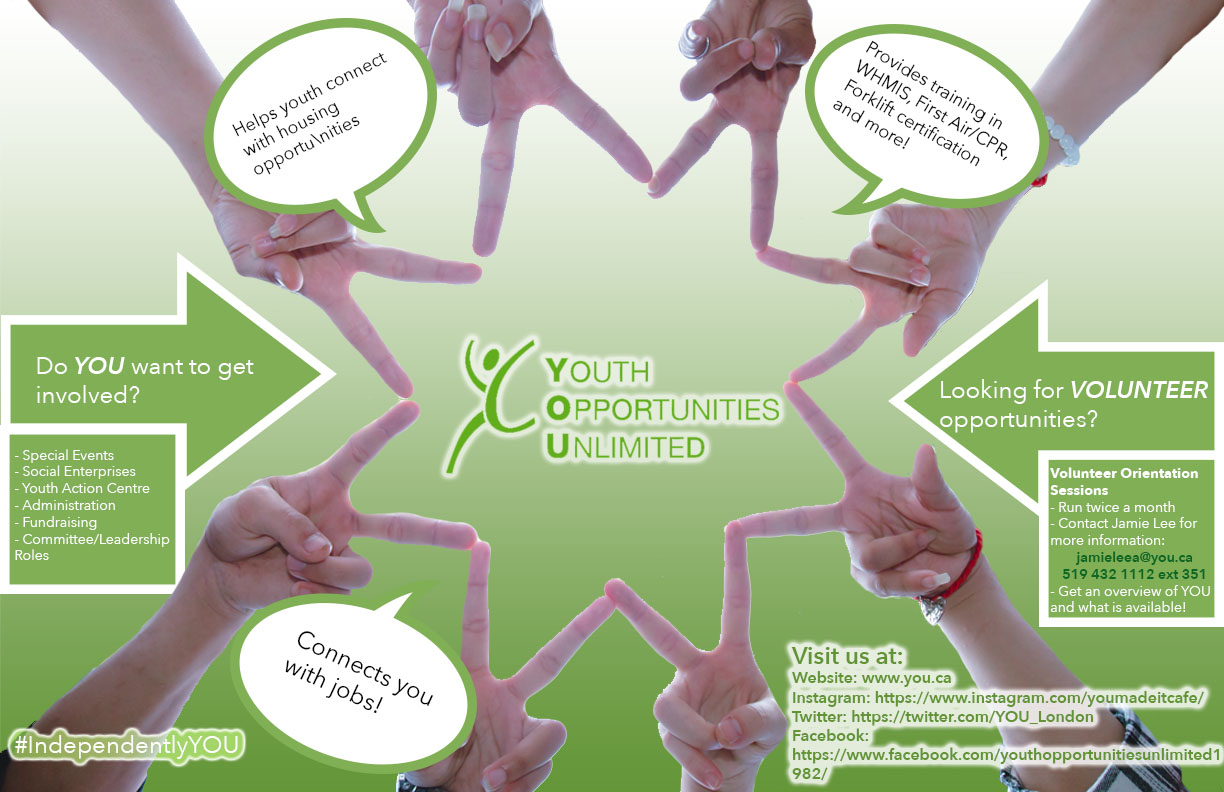 Helps youth connect
with housing
opportu\nities
Provides training in
WHMIS, First Air/CPR,
Forklift certification
and more!
Do YOU want to get
involved?
- Special Events
- Social Enterprises
- Youth Action Centre
- Administration
- Fundraising
- Committee/Leadership
Roles
YOUTH
OPPORTUNITIES
UNLIMITED
Looking for VOLUNTEER
opportunities?
Volunteer Orientation
Sessions
- Run twice a month
- Contact Jamie Lee for
more information:
jamieleea@you.ca
519 432 1112 ext 351
- Get an overview of YOU
and what is available!
Connects you
with jobs!
#IndependentlyYOU
Visit us at:
Website: www.you.ca
Instagram: https://www.instagram.com/youmadeitcafe/
Twitter: https://twitter.com/YOU_London
Facebook:
https://www.facebook.com/youthopportunitiesunlimited1
982/